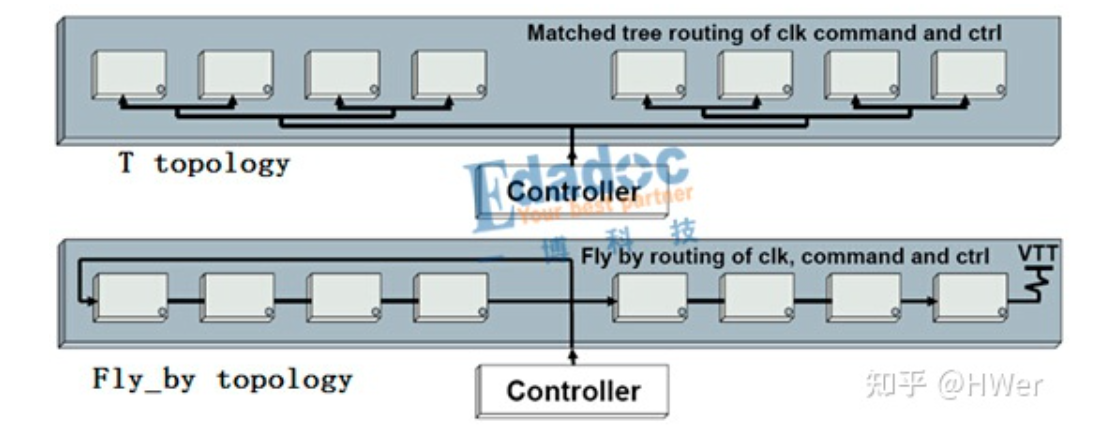 Matched tree routing of clk command and ctrl
T topology
Edadoc
Your best partner
一博科技
Controller
Fly by routing of clk, command and ctrl
VTT
Fly_by topology
Controller
知乎 @HWer